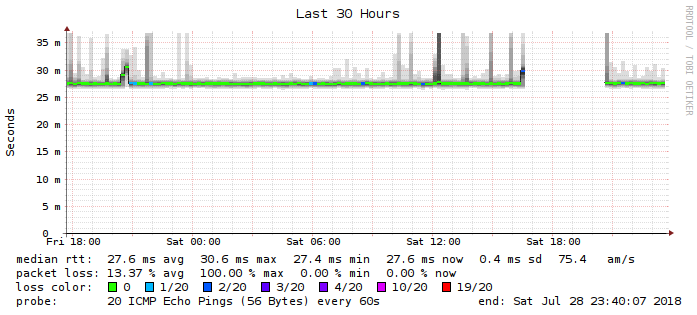 Last 30 Hours
RRDTOOL / TOBI OETIKER
Seconds
35 m
30 m
25 m
20 m
15 m
10 m
5 m
0
Fri 18:00 Sat 00:00 Sat 06:00 Sat 12:00 Sat 18:00
median rtt: 27.6 ms avg 30.6 ms max 27.4 ms min 27.6 ms now 0.4 ms sd 75.4 am/s
packet loss: 13.37 % avg 100.00 % max 0.00 % min 0.00 % now
loss color: 0 1/20 2/20 3/20 4/20 10/20 19/20
probe: 20 ICMP Echo Pings (56 Bytes) every 60s end: Sat Jul 28 23:40:07 2018